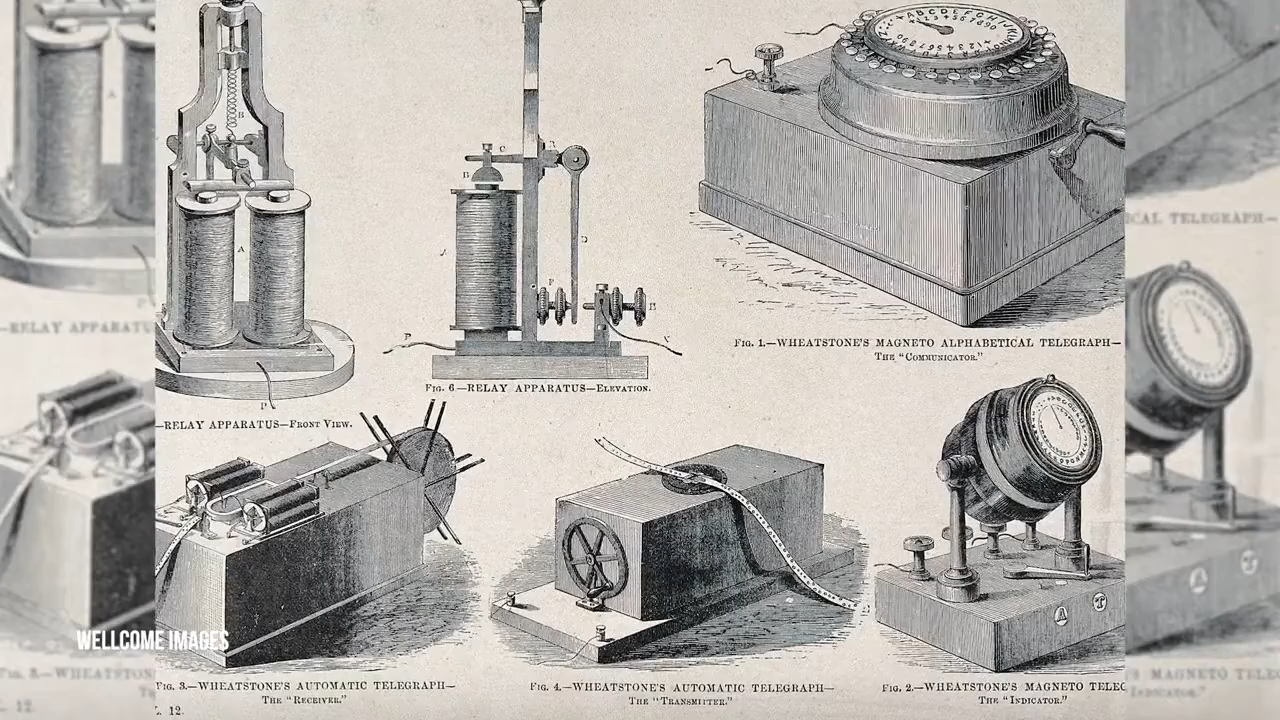 FIG. 1.—WHEATSTONE'S MAGNETO ALPHABETICAL TELEGRAPH—
THE "COMMUNICATOR."
FIG. 6—RELAY APPARATUS—ELEVATION.
—RELAY APPARATUS—FRONT VIEW.
WELLCOME IMAGES
FIG. 3.—WHEATSTONE'S AUTOMATIC TELEGRAPH—
THE "RECEIVER."
FIG. 4.—WHEATSTONE'S AUTOMATIC TELEGRAPH—
THE "TRANSMITTER."
FIG. 2.—WHEATSTONE'S MAGNETO TELEG
THE "INDICATOR."
12.